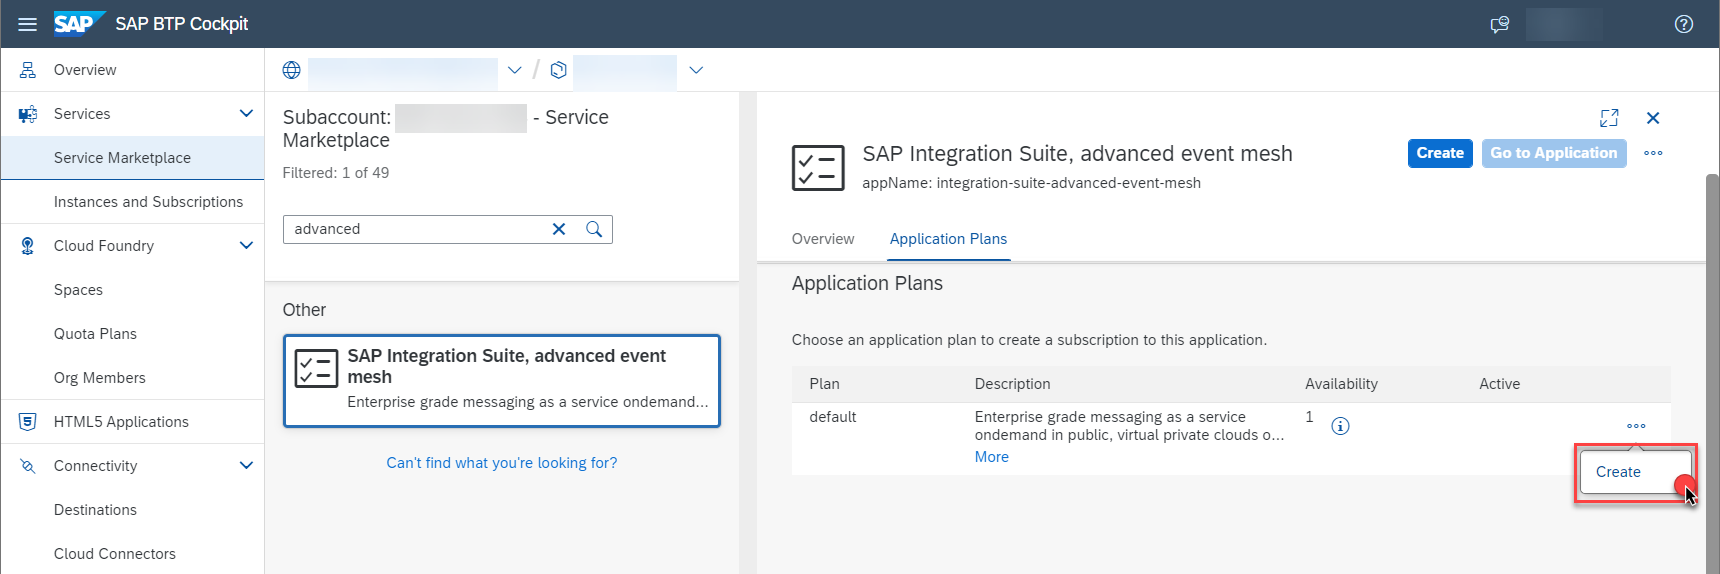 SAP BTP Cockpit
Overview
Services
Service Marketplace
Instances and Subscriptions
Cloud Foundry
Spaces
Quota Plans
Org Members
HTML5 Applications
Connectivity
Destinations
Cloud Connectors
/
Subaccount: - Service
Marketplace
Filtered: 1 of 49
advanced
Other
SAP Integration Suite, advanced event
mesh
Enterprise grade messaging as a service ondemand...
Can't find what you're looking for?
SAP Integration Suite, advanced event mesh
appName: integration-suite-advanced-event-mesh
Create Go to Application
Overview Application Plans
Application Plans
Choose an application plan to create a subscription to this application.
Plan Description Availability Active
default Enterprise grade messaging as a service 1
ondemand in public, virtual private clouds o...
More
Create